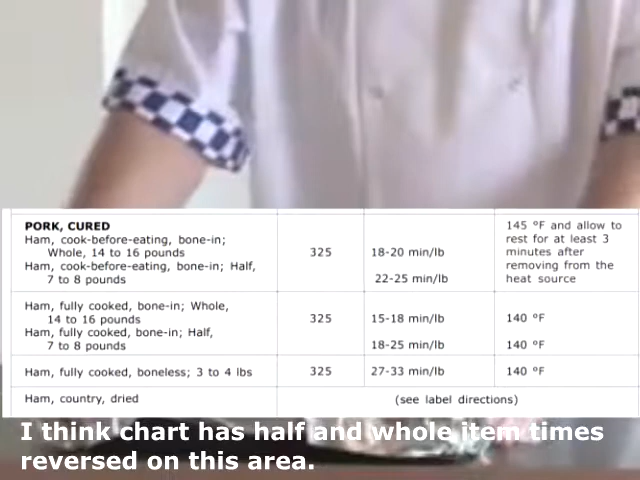 PORK, CURED
Ham, cook-before-eating, bone-in;
Whole, 14 to 16 pounds
325
18-20 min/lb
Ham, cook-before-eating, bone-in; Half,
7 to 8 pounds
22-25 min/lb
145 °F and allow to
rest for at least 3
minutes after
removing from the
heat source
Ham, fully cooked, bone-in; Whole,
14 to 16 pounds
325
15-18 min/lb
140 °F
Ham, fully cooked, bone-in; Half,
7 to 8 pounds
18-25 min/lb
140 °F
Ham, fully cooked, boneless; 3 to 4 lbs
325
27-33 min/lb
140 °F
Ham, country, dried
(see label directions)
I think chart has half and whole item times
reversed on this area.